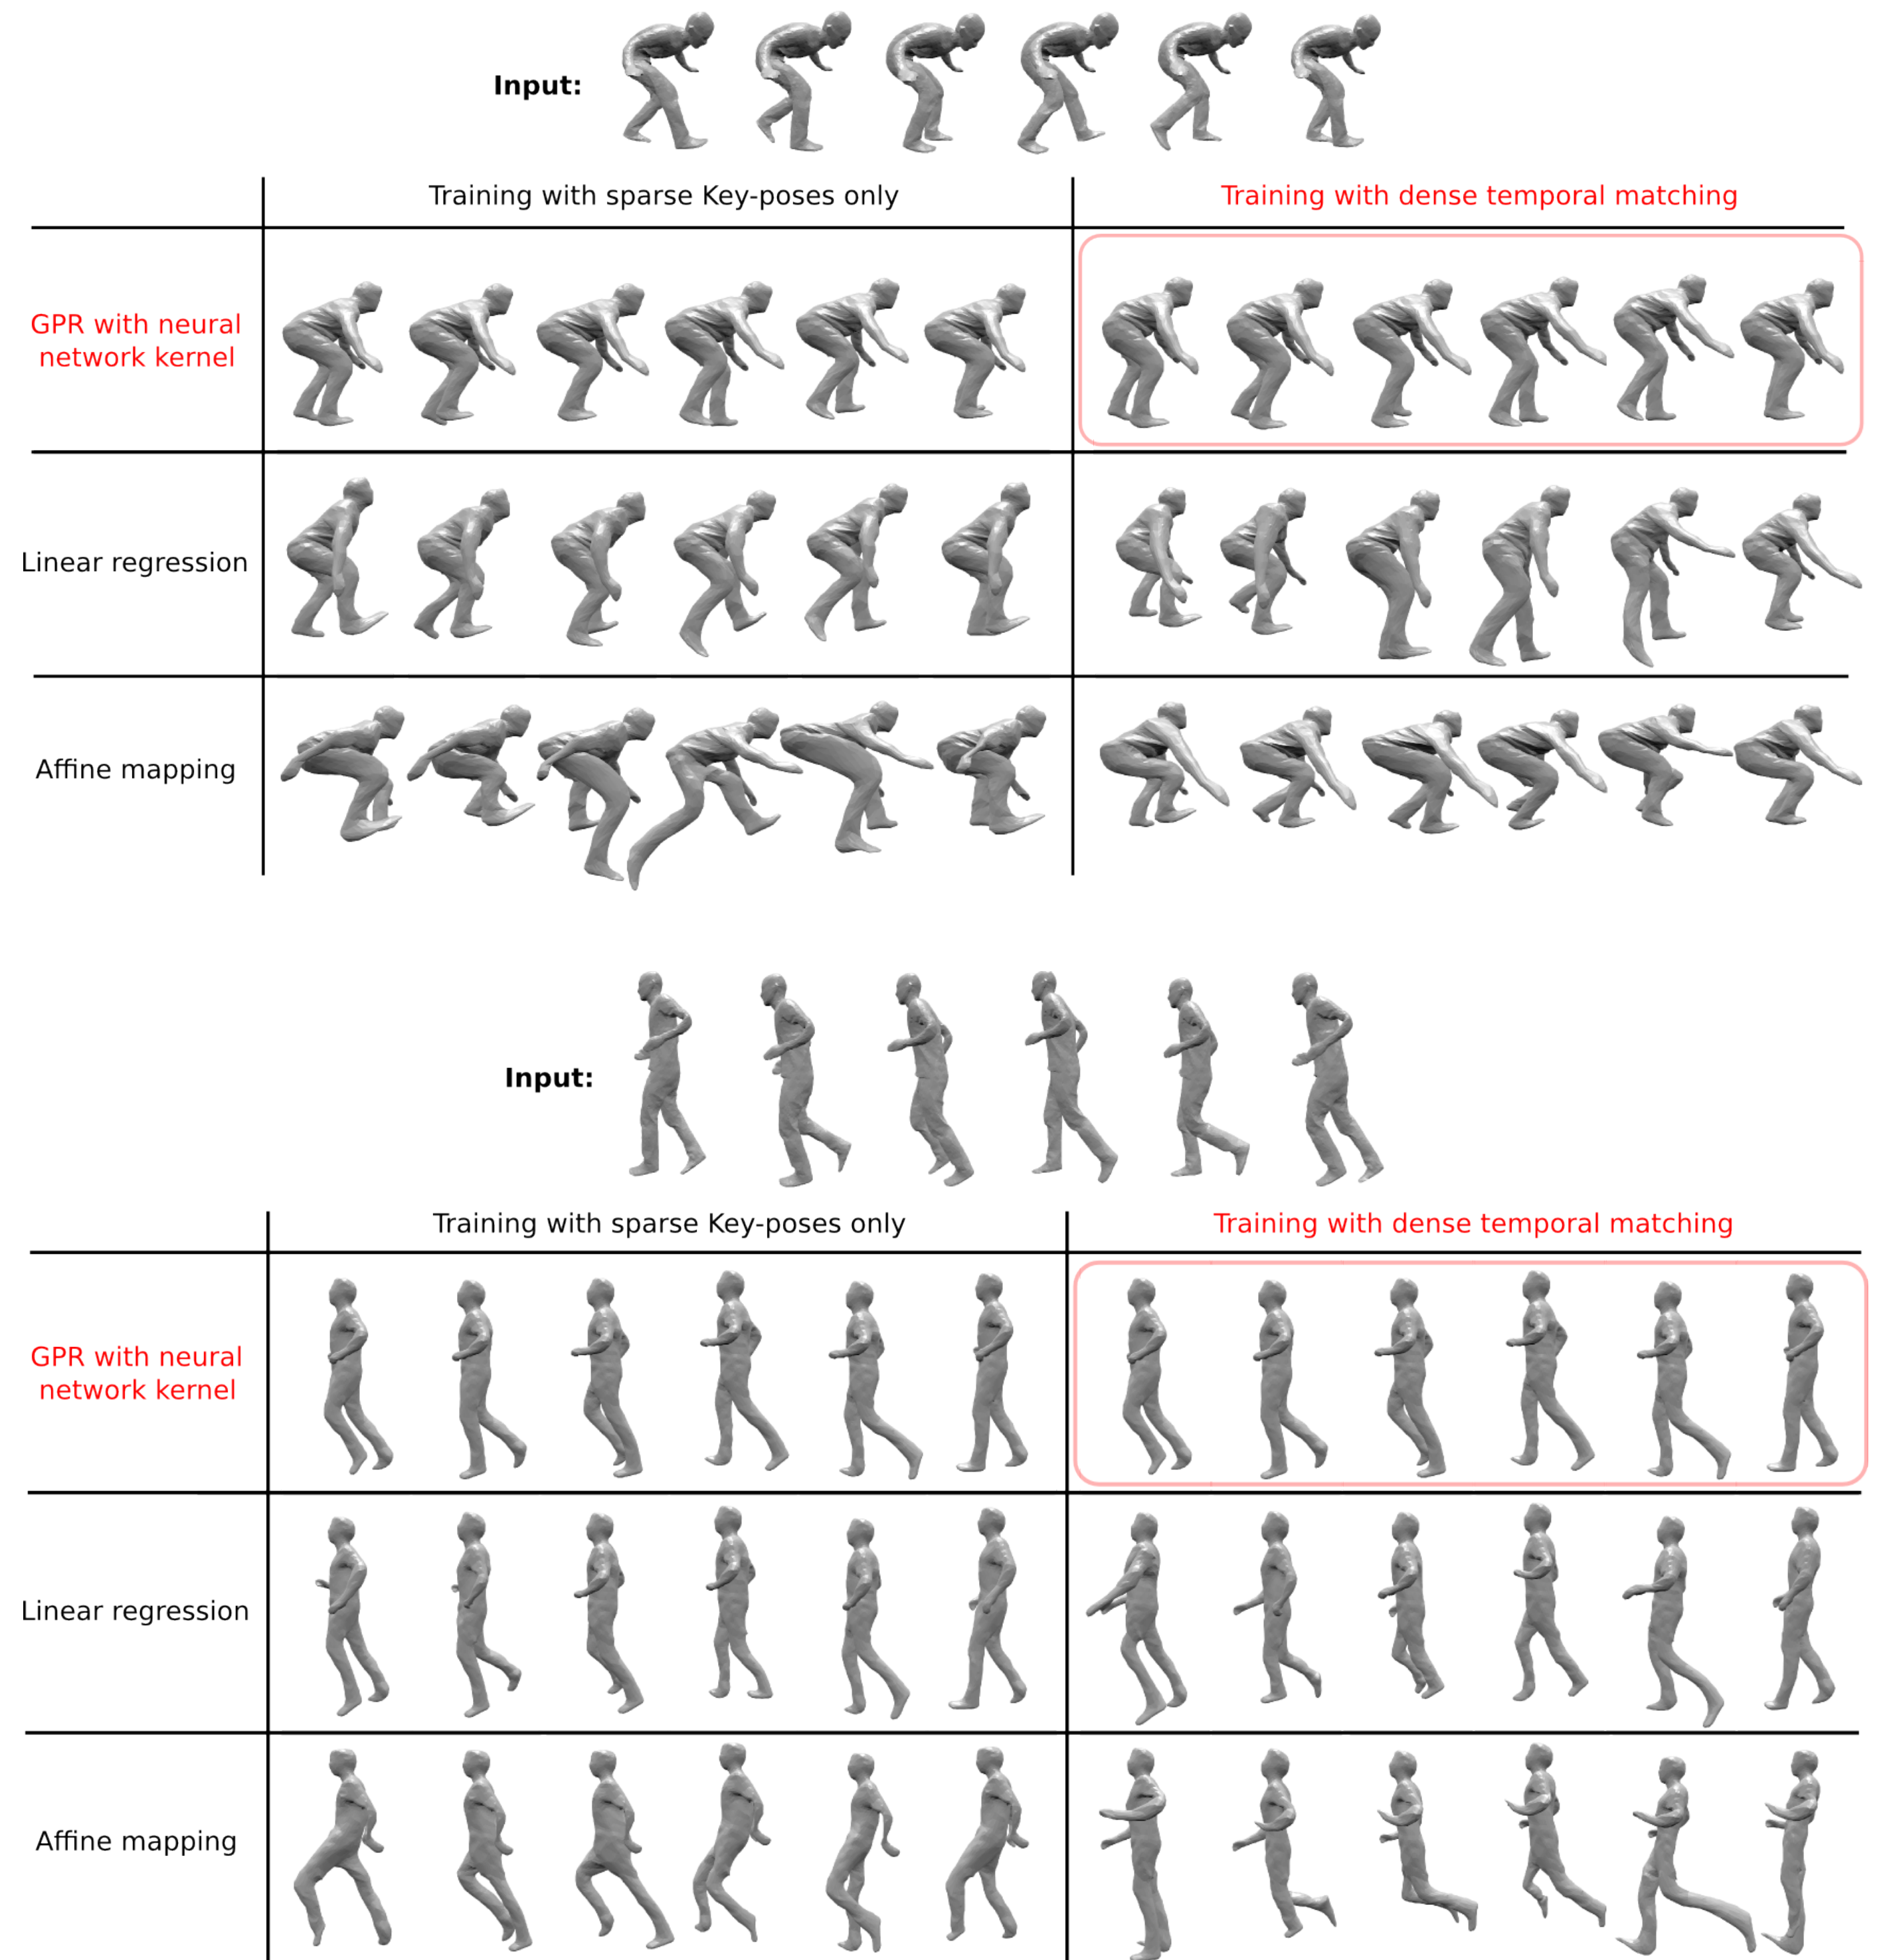 Input:
Training with sparse Key-poses only
Training with dense temporal matching
GPR with neural
network kernel
Linear regression
Affine mapping
Input:
Training with sparse Key-poses only
Training with dense temporal matching
GPR with neural
network kernel
Linear regression
Affine mapping